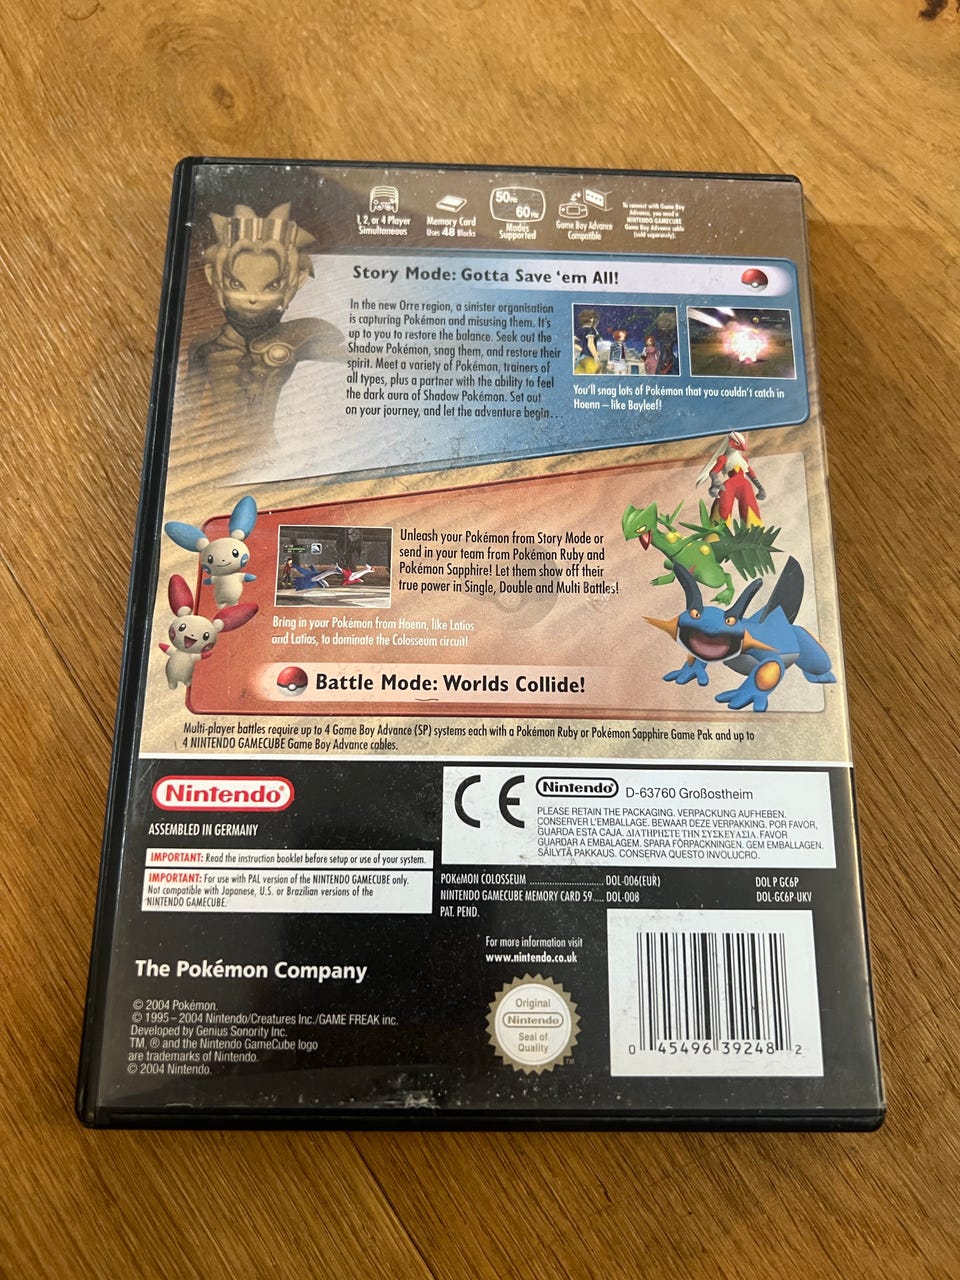 1, 2, or 4 Player
Simultaneous
Memory Card
Uses 48 Blocks
50Hz
60Hz
Modes
Supported
Game Boy Advance
Compatible
To connect with Game Boy
Advance, you need a
NINTENDO GAMECUBE
Game Boy Advance cable
(sold separately).
Story Mode: Gotta Save 'em All!
In the new Orre region, a sinister organisation
is capturing Pokémon and misusing them. It's
up to you to restore the balance. Seek out the
Shadow Pokémon, snag them, and restore their
spirit. Meet a variety of Pokémon, trainers of
all types, plus a partner with the ability to feel
the dark aura of Shadow Pokémon. Set out
on your journey, and let the adventure begin...
You'll snag lots of Pokémon that you couldn't catch in
Hoenn – like Bayleef!
Unleash your Pokémon from Story Mode or
send in your team from Pokémon Ruby and
Pokémon Sapphire! Let them show off their
true power in Single, Double and Multi Battles!
Bring in your Pokémon from Hoenn, like Latios
and Latias, to dominate the Colosseum circuit!
Battle Mode: Worlds Collide!
Multi-player battles require up to 4 Game Boy Advance (SP) systems each with a Pokémon Ruby or Pokémon Sapphire Game Pak and up to
4 NINTENDO GAMECUBE Game Boy Advance cables.
Nintendo®
ASSEMBLED IN GERMANY
IMPORTANT: Read the instruction booklet before setup or use of your system.
IMPORTANT: For use with PAL version of the NINTENDO GAMECUBE only.
Not compatible with Japanese, U.S. or Brazilian versions of the
NINTENDO GAMECUBE.
CE
Nintendo® D-63760 Großostheim
PLEASE RETAIN THE PACKAGING. VERPACKUNG AUFHEBEN.
CONSERVER L'EMBALLAGE. BEWAAR DEZE VERPAKKING. POR FAVOR,
GUARDA ESTA CAJA. ΔΙΑΤΗΡΗΣΤΕ ΤΗΝ ΣΥΣΚΕΥΑΣΙΑ. FAVOR
GUARDAR A EMBALAGEM. SPARA FÖRPACKNINGEN. GEM EMBALLAGEN.
SÄILYTÄ PAKKAUS. CONSERVA QUESTO INVOLUCRO.
POKéMON COLOSSEUM ........................ DOL-006(EUR) DOL P GC6P
NINTENDO GAMECUBE MEMORY CARD 59.... DOL-008 DOL-GC6P-UKV
PAT. PEND.
For more information visit
www.nintendo.co.uk
The Pokémon Company
© 2004 Pokémon.
© 1995–2004 Nintendo/Creatures Inc./GAME FREAK inc.
Developed by Genius Sonority Inc.
TM, ® and the Nintendo GameCube logo
are trademarks of Nintendo.
© 2004 Nintendo.
Original
Nintendo®
Seal of
Quality
TM
0 45496 39248 2